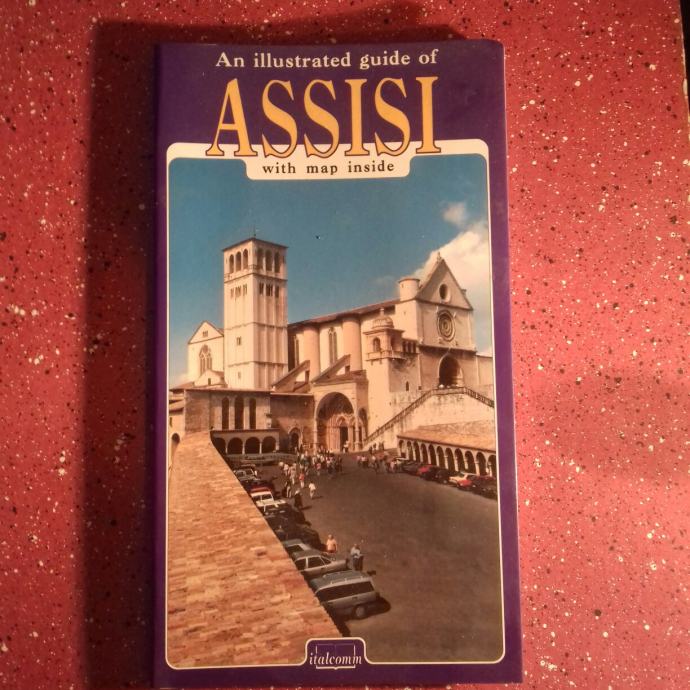 An illustrated guide of
ASSISI
with map inside
italcomm